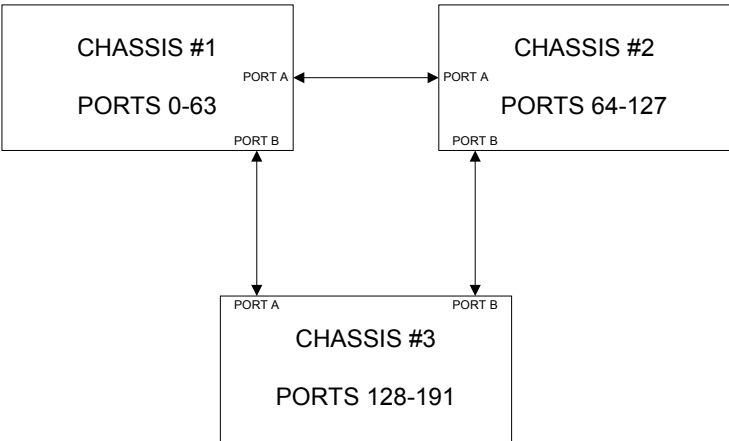 CHASSIS #1
PORT A
PORTS 0-63
PORT B
CHASSIS #2
PORT A
PORTS 64-127
PORT B
PORT A
PORT B
CHASSIS #3
PORTS 128-191